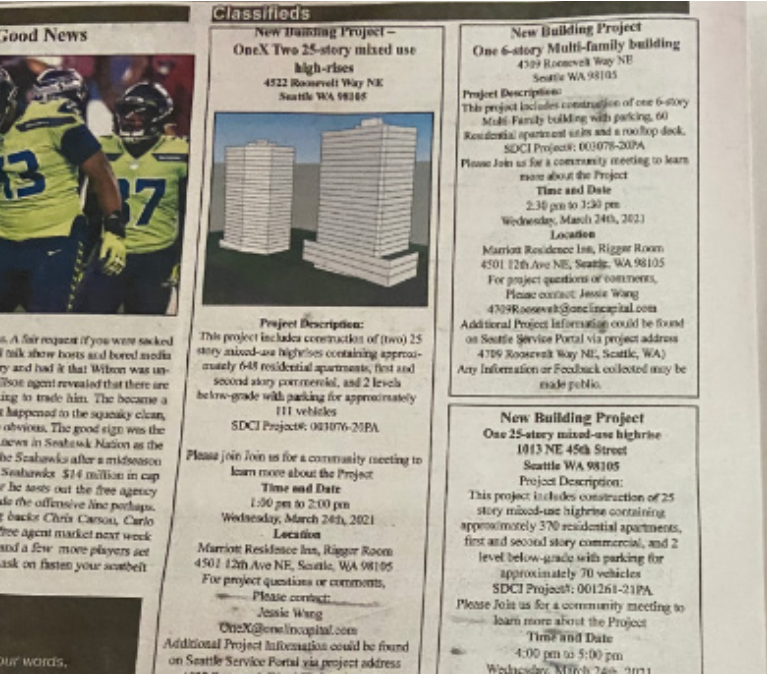 Classifieds
Good News
13
37
s. A fair request if you were sacked
talk show hosts and bored media
ry and had it that Wilson was un-
ilson agent revealed that there are
ing to trade him. The became a
happened to the squeaky clean,
obvious. The good sign was the
news in Seahawk Nation as the
he Seahawks after a midseason
Seahawks $14 million in cap
r he tests out the free agency
de the offensive line perhaps.
backs Chris Carson, Carlo
free agent market next week
and a few more players set
ask on fasten your seatbelt
our words,
New Building Project –
OneX Two 25-story mixed use
high-rises
4522 Roosevelt Way NE
Seattle WA 98105
Project Description:
This project includes construction of (two) 25
story mixed-use highrises containing approxi-
mately 648 residential apartments, first and
second story commercial, and 2 levels
below-grade with parking for approximately
111 vehicles
SDCI Project#: 003076-20PA
Please join Join us for a community meeting to
learn more about the Project
Time and Date
1:00 pm to 2:00 pm
Wednesday, March 24th, 2021
Location
Marriott Residence Inn, Rigger Room
4501 12th Ave NE, Seattle, WA 98105
For project questions or comments,
Please contact:
Jessie Wang
OneX@onelincapital.com
Additional Project Information could be found
on Seattle Service Portal via project address
New Building Project
One 6-story Multi-family building
4709 Roosevelt Way NE
Seattle WA 98105
Project Description:
This project includes construction of one 6-story
Multi-Family building with parking, 60
Residential apartment units and a rooftop deck.
SDCI Project#: 003078-20PA
Please Join us for a community meeting to learn
more about the Project
Time and Date
2:30 pm to 3:30 pm
Wednesday, March 24th, 2021
Location
Marriott Residence Inn, Rigger Room
4501 12th Ave NE, Seattle, WA 98105
For project questions or comments,
Please contact: Jessie Wang
4709Roosevelt@onelincapital.com
Additional Project Information could be found
on Seattle Service Portal via project address
4709 Roosevelt Way NE, Seattle, WA)
Any Information or Feedback collected may be
made public.
New Building Project
One 25-story mixed-use highrise
1013 NE 45th Street
Seattle WA 98105
Project Description:
This project includes construction of 25
story mixed-use highrise containing
approximately 370 residential apartments,
first and second story commercial, and 2
level below-grade with parking for
approximately 70 vehicles
SDCI Project#: 001261-21PA
Please Join us for a community meeting to
learn more about the Project
Time and Date
4:00 pm to 5:00 pm
Wednesday, March 24th, 2021